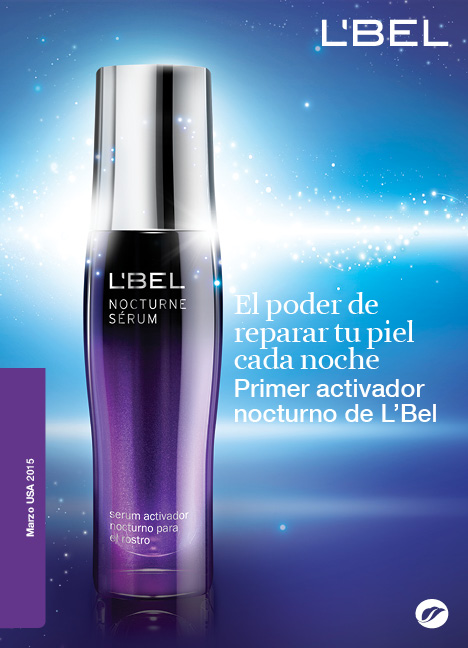 L'BEL
L'BEL
NOCTURNE
SÉRUM
El poder de
reparar tu piel
cada noche
Primer activador
nocturno de L'Bel
Marzo USA 2015
serum activador
nocturno para
el rostro